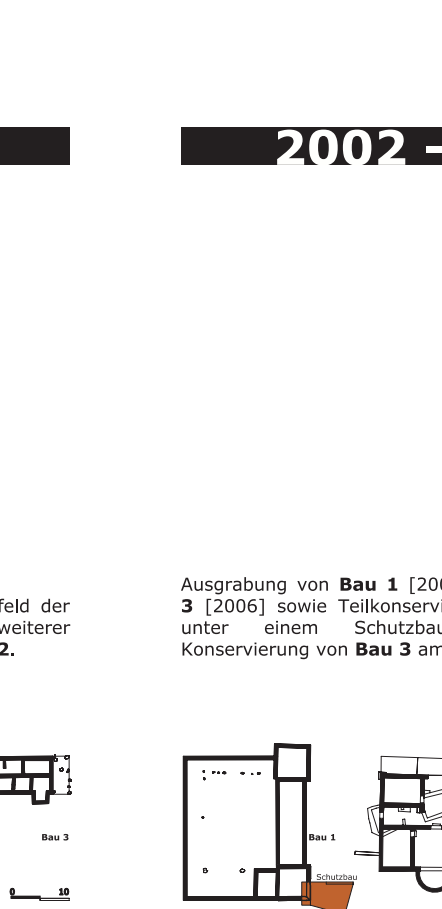 2002 –
feld der
weiterer
2.
Ausgrabung von Bau 1 [200
3 [2006] sowie Teilkonservi
unter einem Schutzbau
Konservierung von Bau 3 am
Bau 3
0 10
Bau 1
Schutzbau